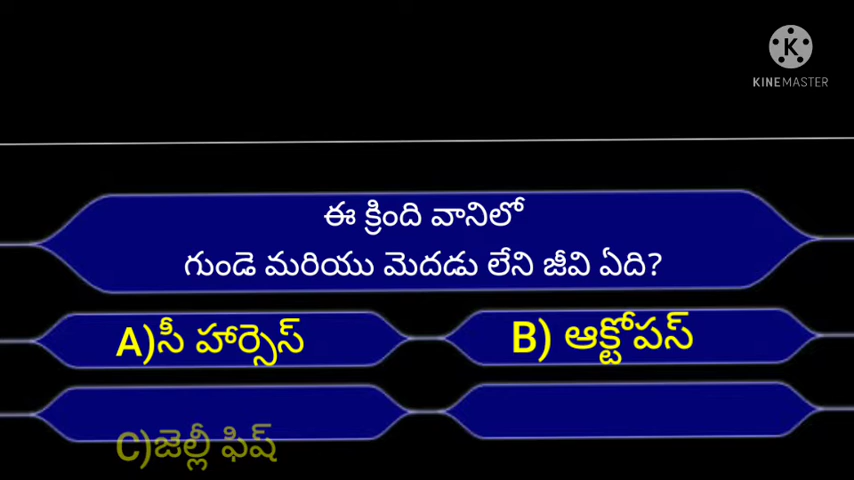 KINEMASTER
ఈ క్రింది వానిలో
గుండె మరియు మెదడు లేని జీవి ఏది?
A)సీ హార్సెస్
B) ఆక్టోపస్
C)జెల్లీ ఫిష్